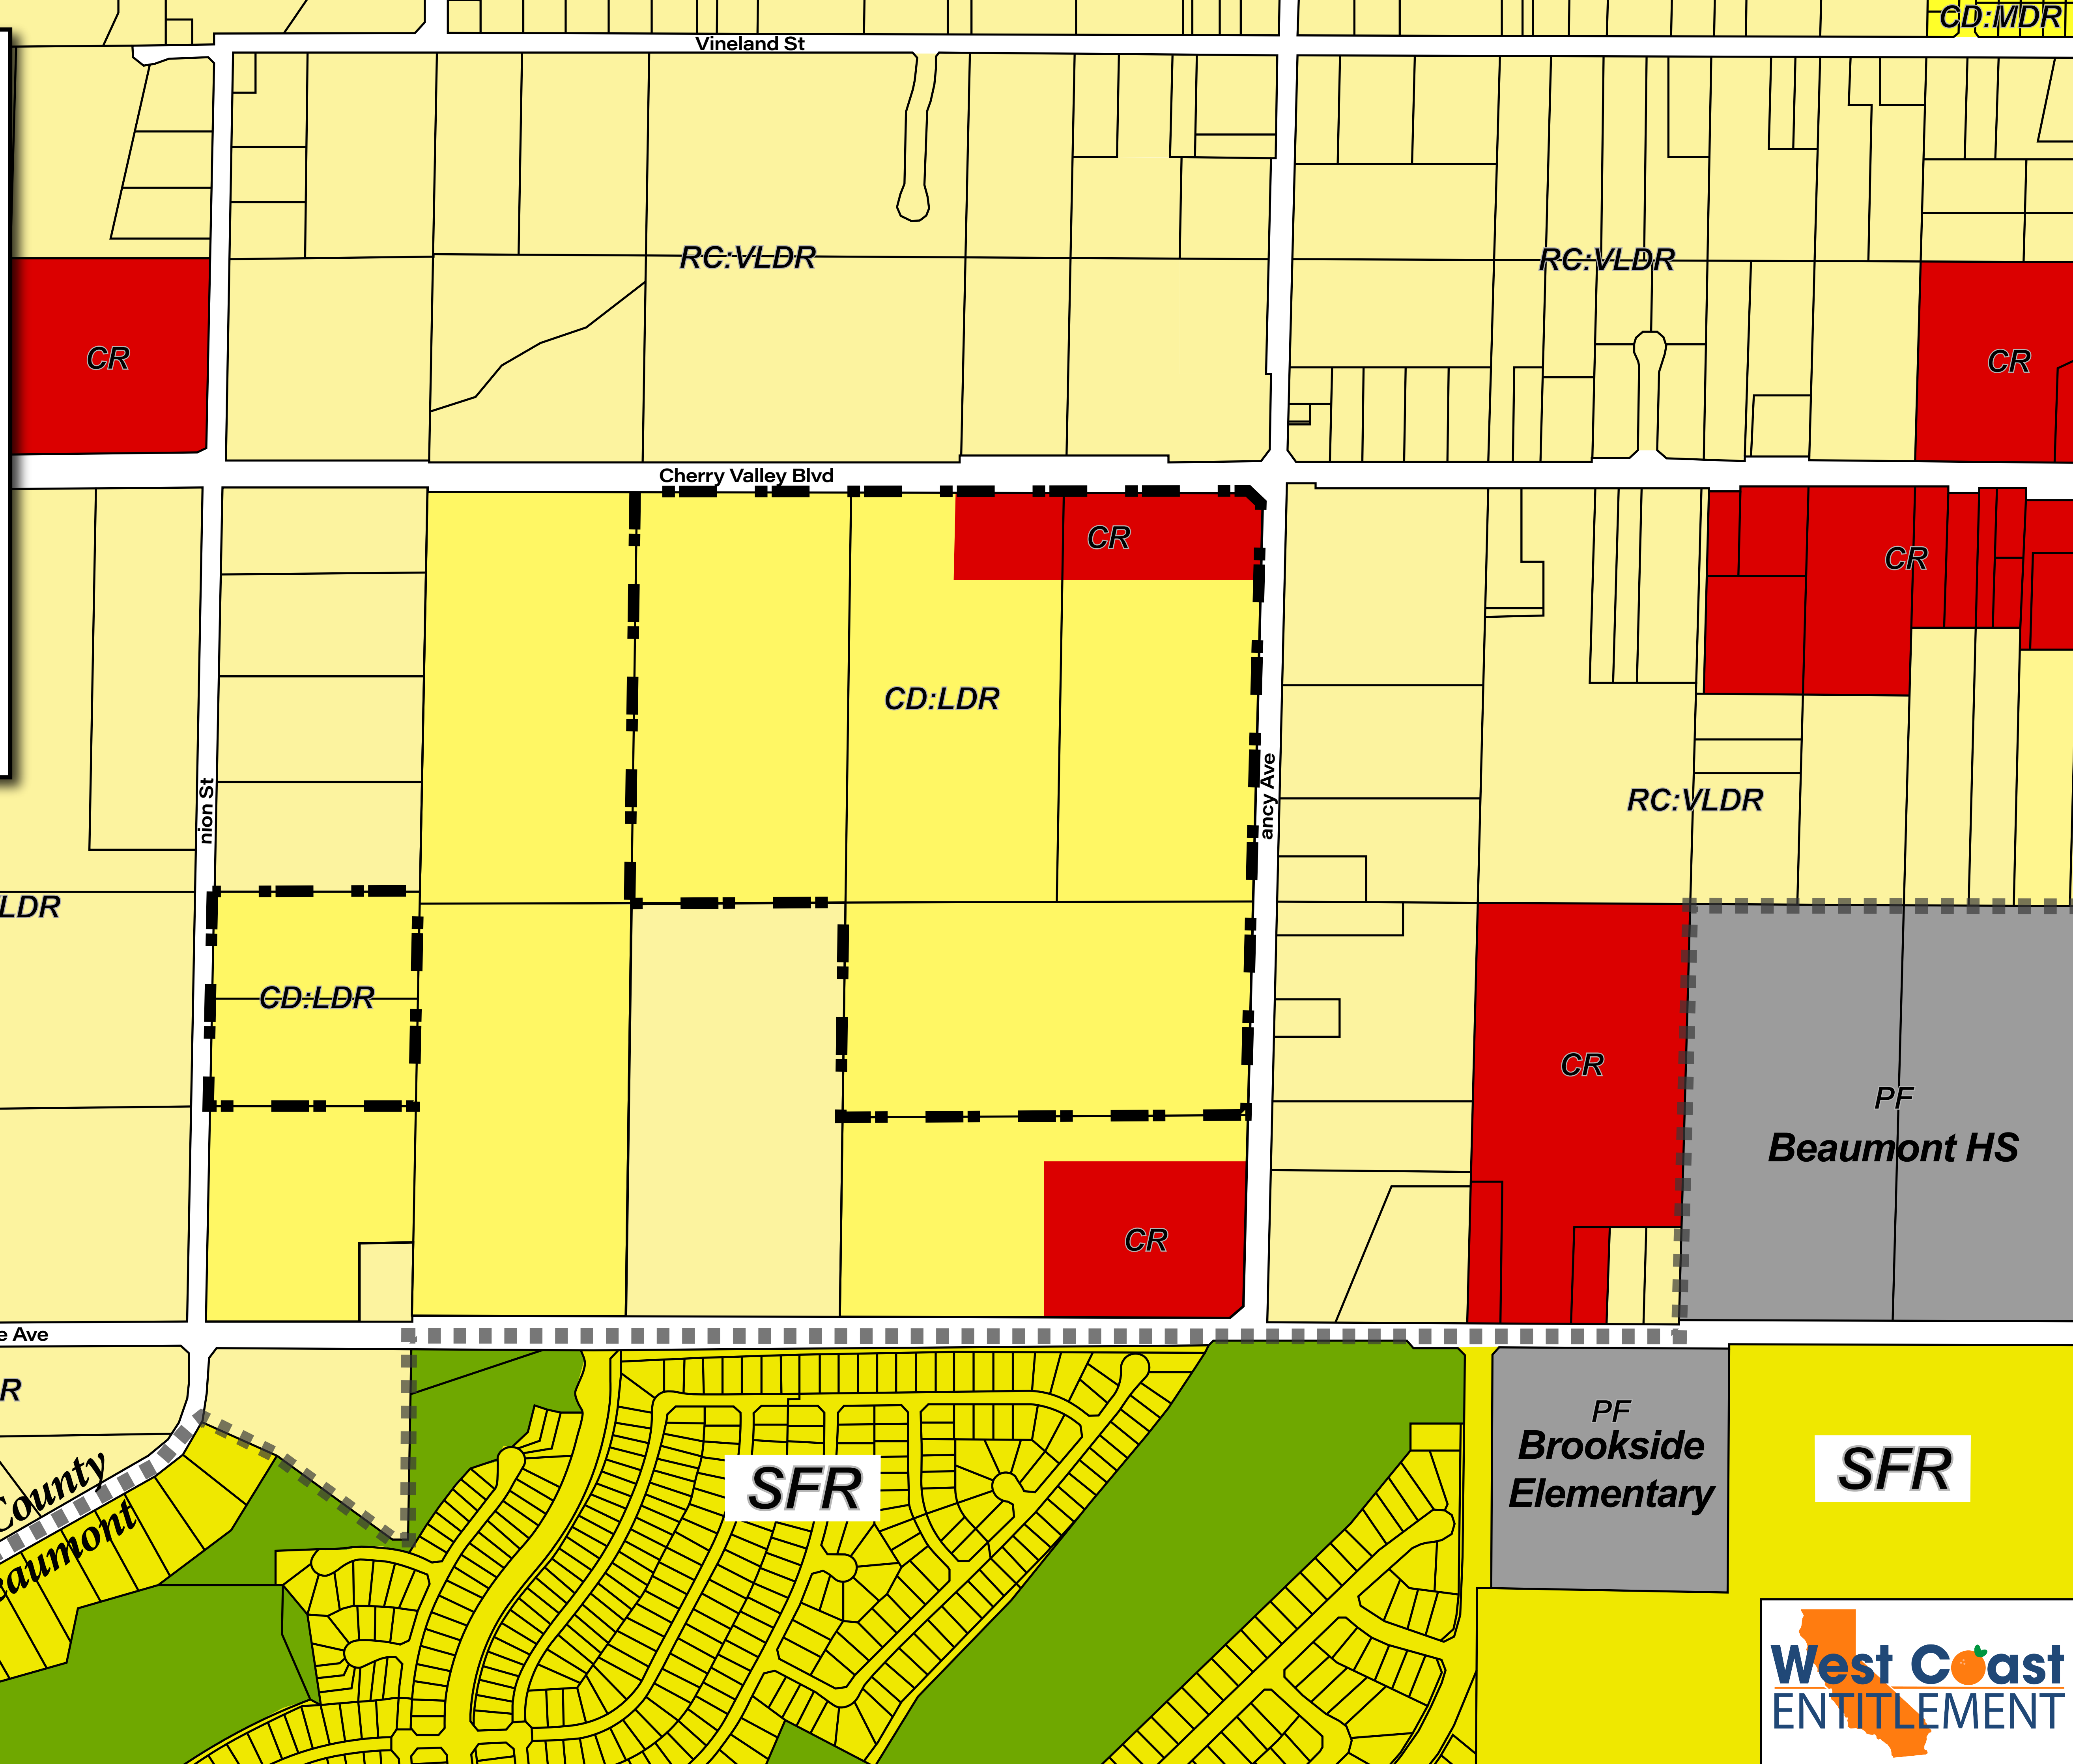 CD:MDR
Vineland St
RC:VLDR
RC:VLDR
CR
CR
Cherry Valley Blvd
CR
CR
CD:LDR
nion St
ancy Ave
RC:VLDR
LDR
CD:LDR
CR
PF
Beaumont HS
CR
e Ave
R
PF
Brookside
Elementary
SFR
SFR
County
eaumont
West Coast
ENTITLEMENT